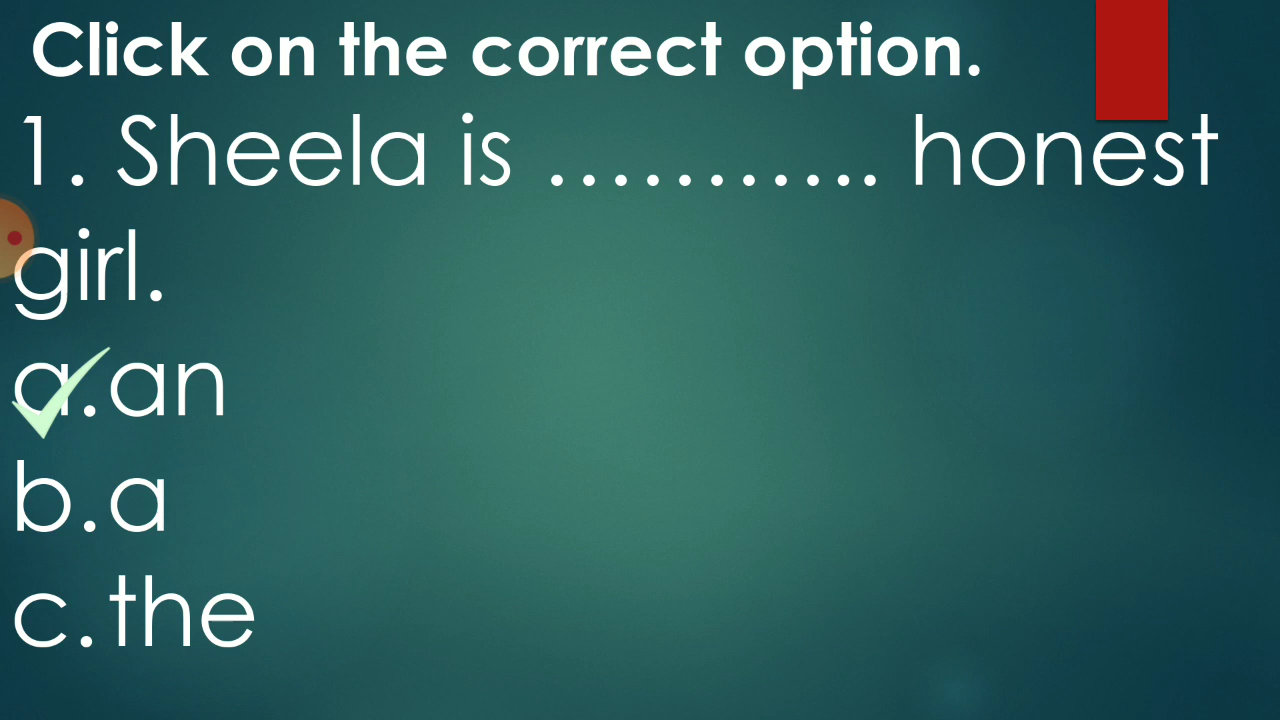 Click on the correct option.
1. Sheela is ........... honest
girl.
a.an
b.a
c.the